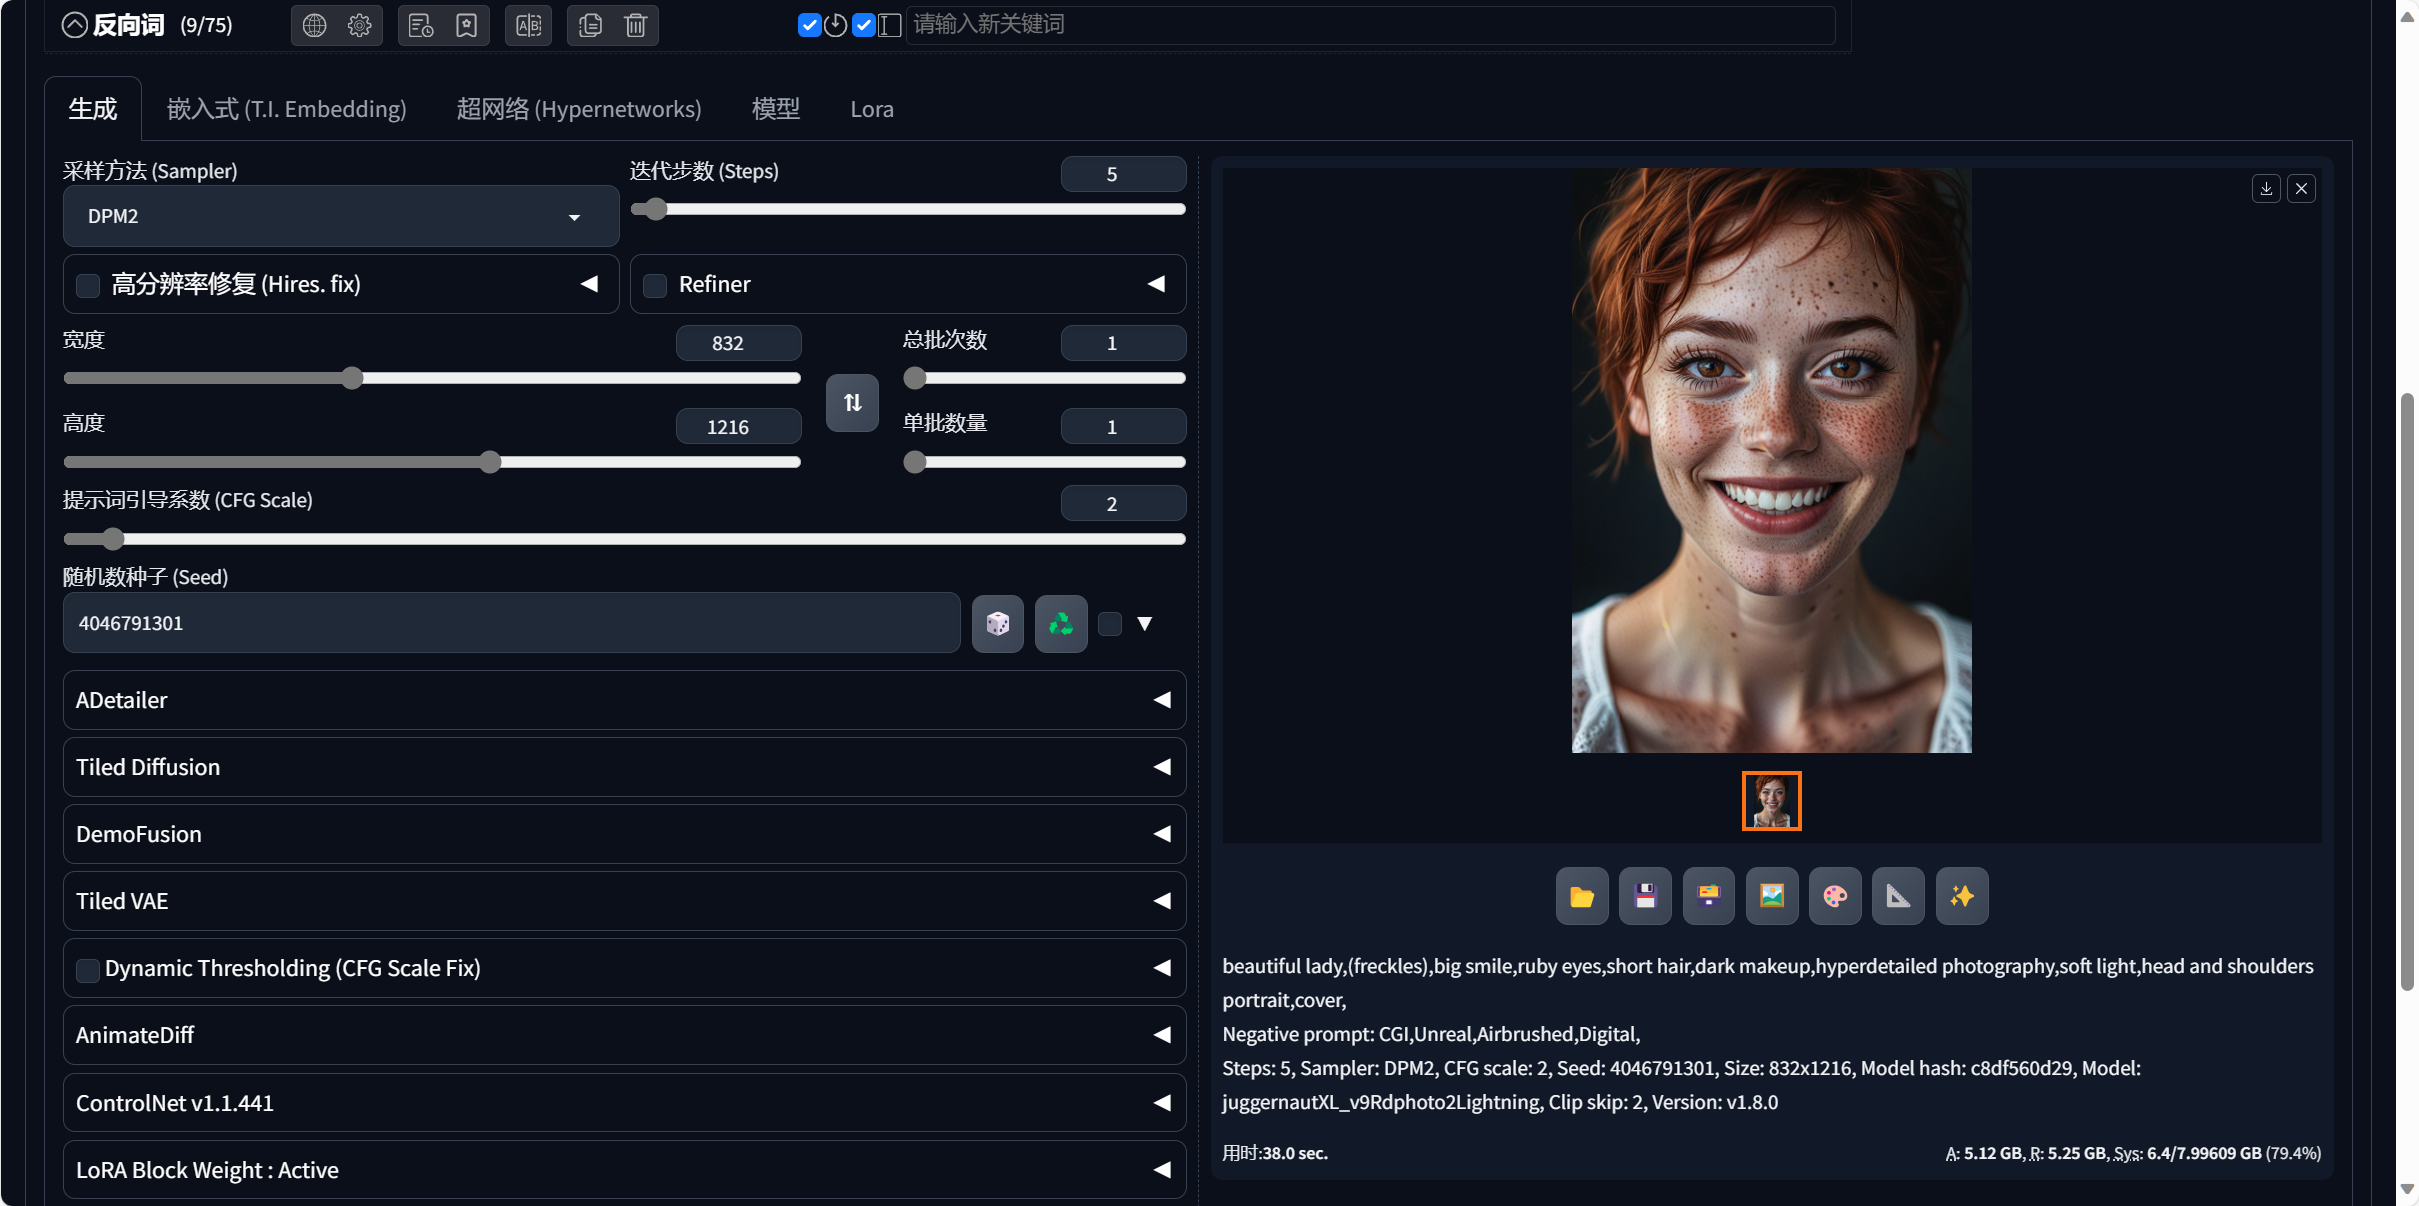 反向词 (9/75)
请输入新关键词
生成
嵌入式 (T.I. Embedding)
超网络 (Hypernetworks)
模型
Lora
采样方法 (Sampler)
DPM2
迭代步数 (Steps)
5
高分辨率修复 (Hires. fix)
Refiner
宽度
832
总批次数
1
高度
1216
单批数量
1
提示词引导系数 (CFG Scale)
2
随机数种子 (Seed)
4046791301
ADetailer
Tiled Diffusion
DemoFusion
Tiled VAE
Dynamic Thresholding (CFG Scale Fix)
AnimateDiff
ControlNet v1.1.441
LoRA Block Weight : Active
beautiful lady,(freckles),big smile,ruby eyes,short hair,dark makeup,hyperdetailed photography,soft light,head and shoulders
portrait,cover,
Negative prompt: CGI,Unreal,Airbrushed,Digital,
Steps: 5, Sampler: DPM2, CFG scale: 2, Seed: 4046791301, Size: 832x1216, Model hash: c8df560d29, Model:
juggernautXL_v9Rdphoto2Lightning, Clip skip: 2, Version: v1.8.0
用时:38.0 sec.
A: 5.12 GB, R: 5.25 GB, Sys: 6.4/7.99609 GB (79.4%)